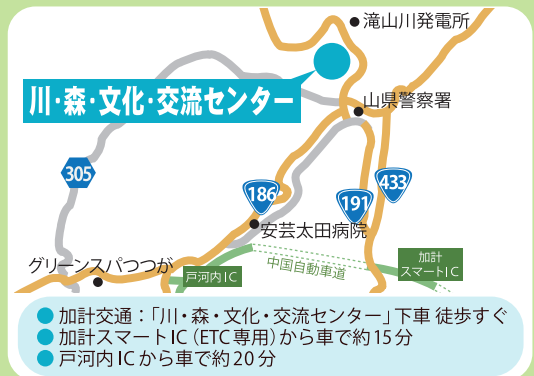 滝山川発電所
川・森・文化・交流センター
山県警察署
305
186
191
433
安芸太田病院
グリーンスパつつが
戸河内IC
中国自動車道
加計
スマートIC
● 加計交通：「川・森・文化・交流センター」下車 徒歩すぐ
● 加計スマートIC（ETC専用）から車で約15分
● 戸河内ICから車で約20分